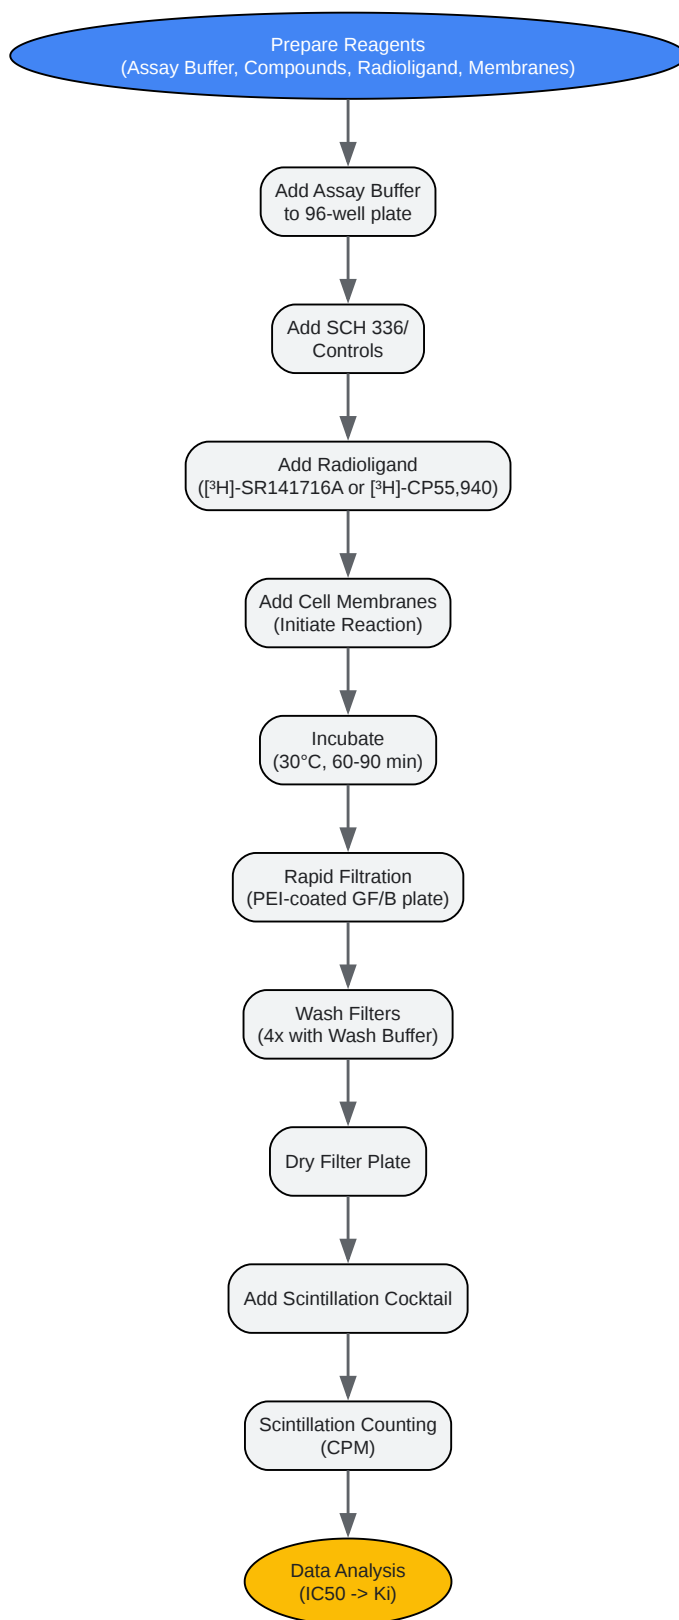 Prepare Reagents
(Assay Buffer, Compounds, Radioligand, Membranes)
Add Assay Buffer
to 96-well plate
Add SCH 336/
Controls
Add Radioligand
([³H]-SR141716A or [³H]-CP55,940)
Add Cell Membranes
(Initiate Reaction)
Incubate
(30°C, 60-90 min)
Rapid Filtration
(PEI-coated GF/B plate)
Wash Filters
(4x with Wash Buffer)
Dry Filter Plate
Add Scintillation Cocktail
Scintillation Counting
(CPM)
Data Analysis
(IC50 -> Ki)